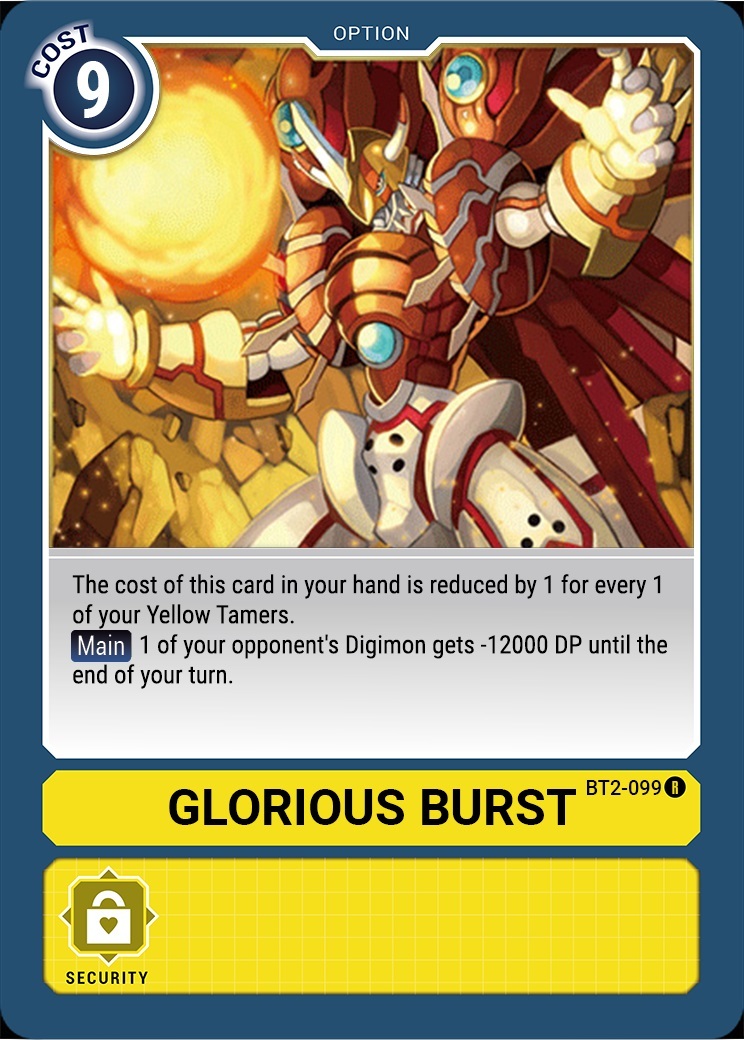 OPTION
COST
9
The cost of this card in your hand is reduced by 1 for every 1
of your Yellow Tamers.
Main 1 of your opponent's Digimon gets -12000 DP until the
end of your turn.
BT2-099 R
GLORIOUS BURST
SECURITY